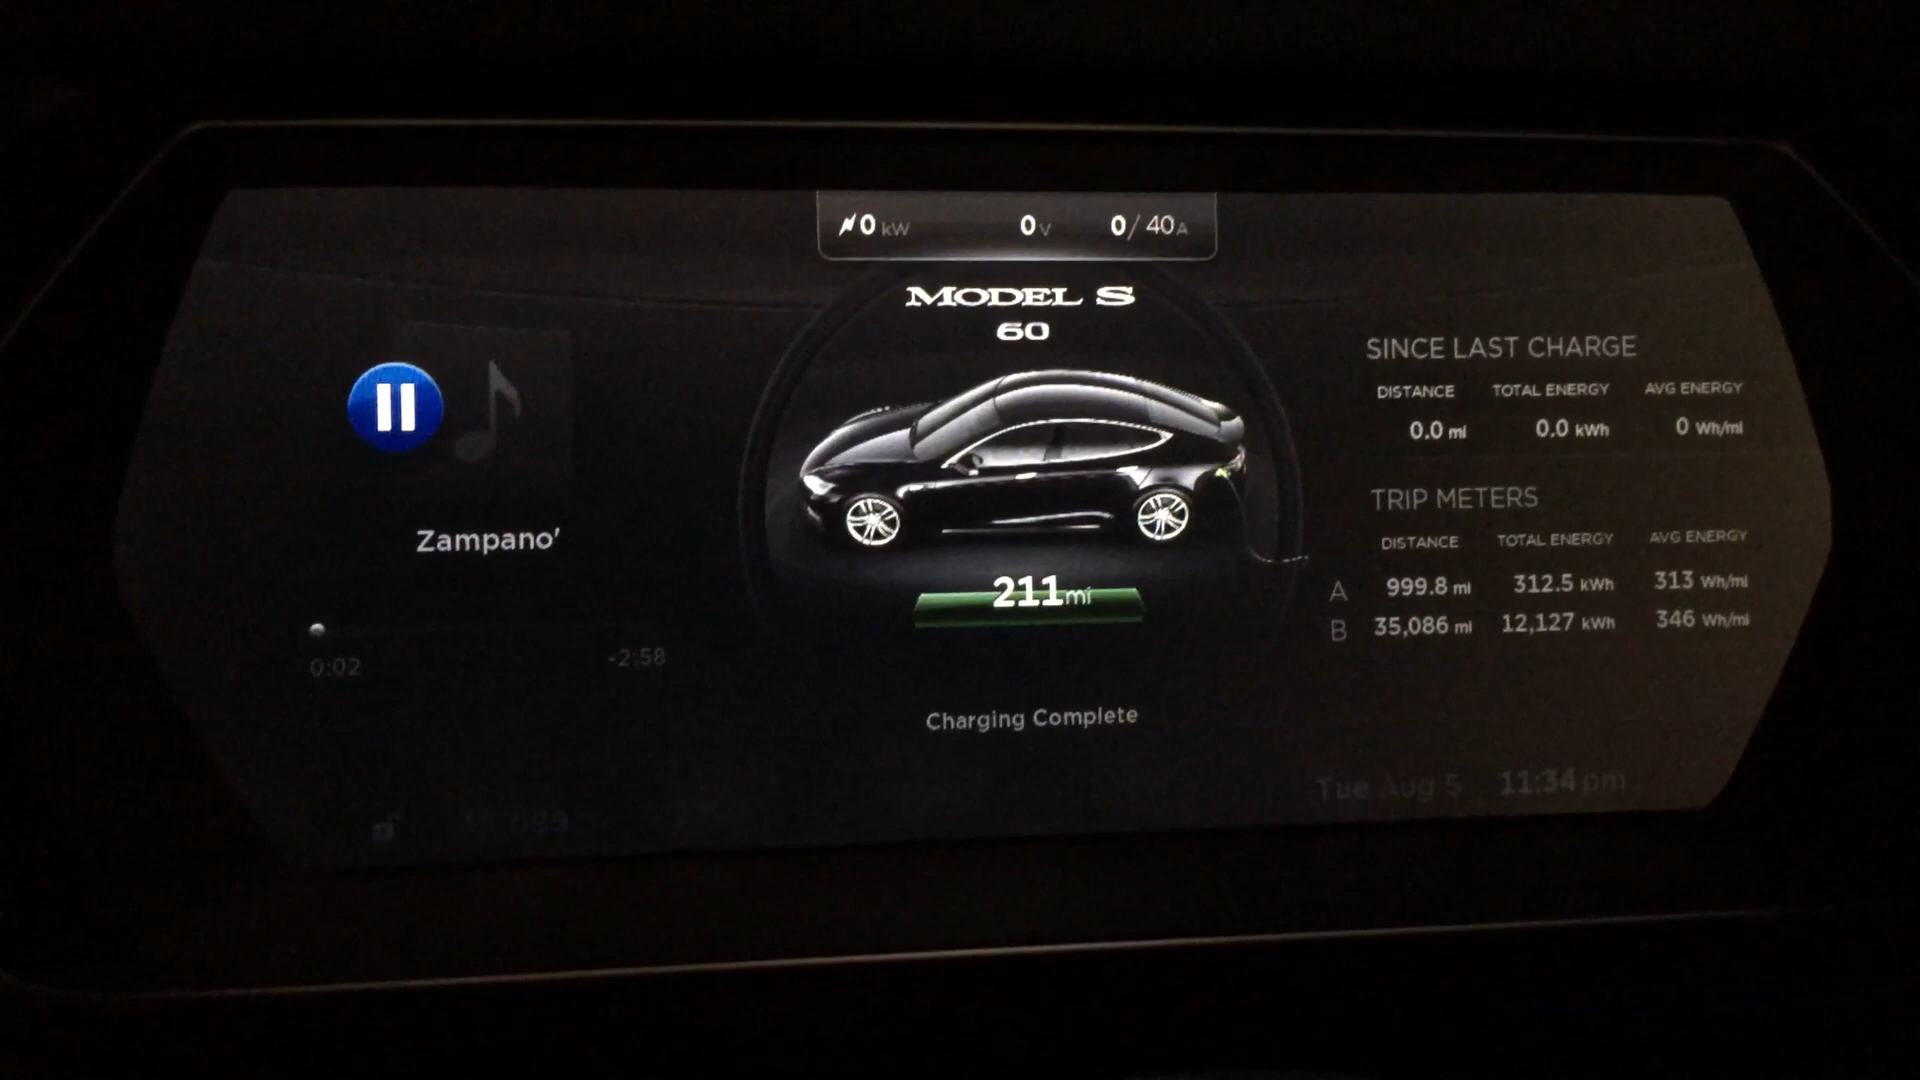 0 kW 0 V 0/ 40 A
MODEL S
60
Zampano'
0:02 -2:58
211 mi
Charging Complete
SINCE LAST CHARGE
DISTANCE TOTAL ENERGY AVG ENERGY
0.0 mi 0.0 kWh 0 Wh/mi
TRIP METERS
DISTANCE TOTAL ENERGY AVG ENERGY
A 999.8 mi 312.5 kWh 313 Wh/mi
B 35,086 mi 12,127 kWh 346 Wh/mi
Tue Aug 5 11:34 pm